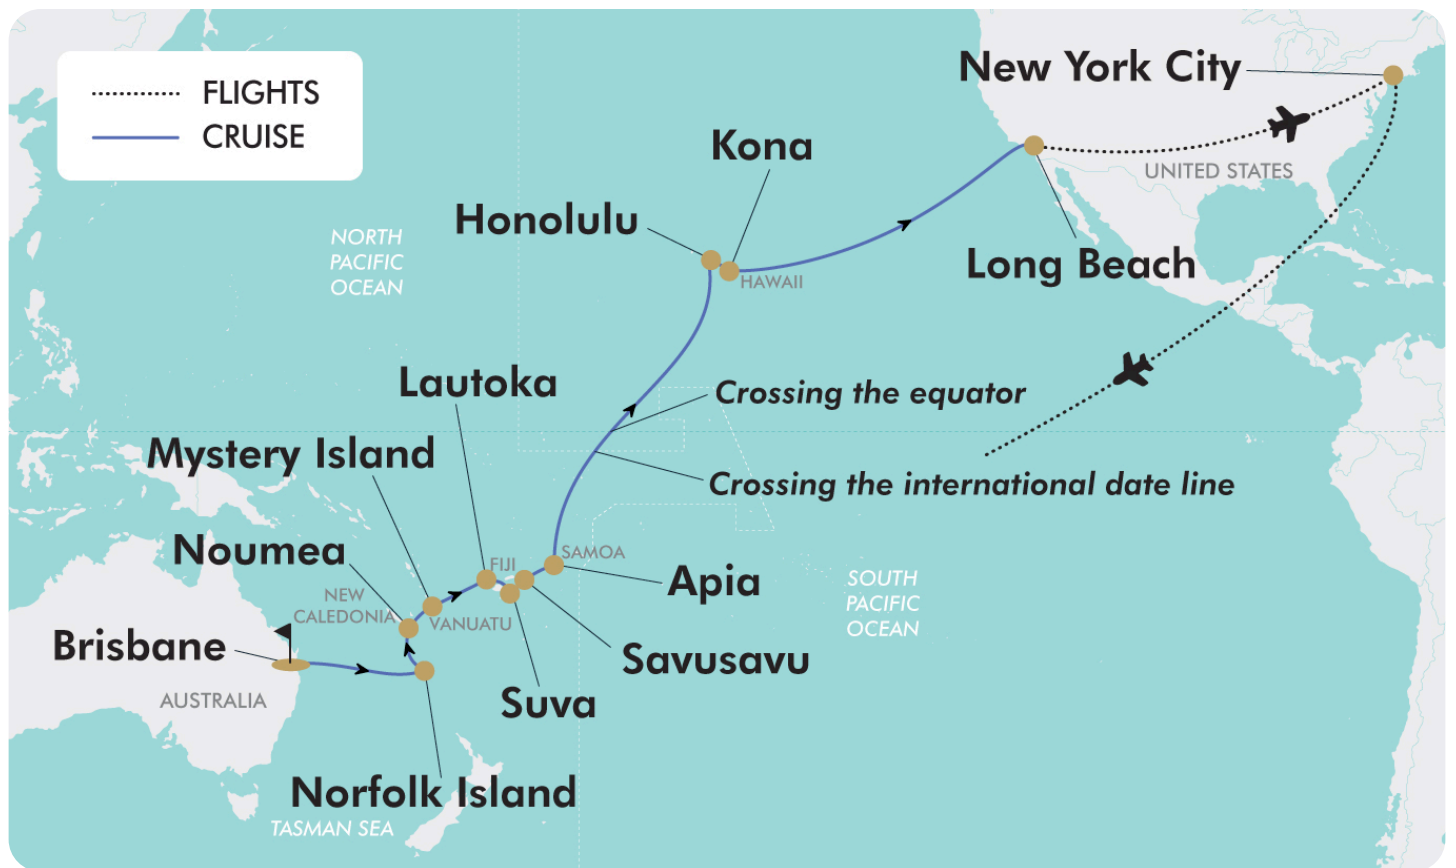 FLIGHTS
CRUISE
New York City
Kona
UNITED STATES
Honolulu
NORTH
PACIFIC
OCEAN
Long Beach
HAWAII
Lautoka
Crossing the equator
Mystery Island
Crossing the international date line
Noumea
FIJI
SAMOA
Apia
SOUTH
PACIFIC
OCEAN
NEW
CALEDONIA
VANUATU
Brisbane
Savusavu
AUSTRALIA
Suva
Norfolk Island
TASMAN SEA